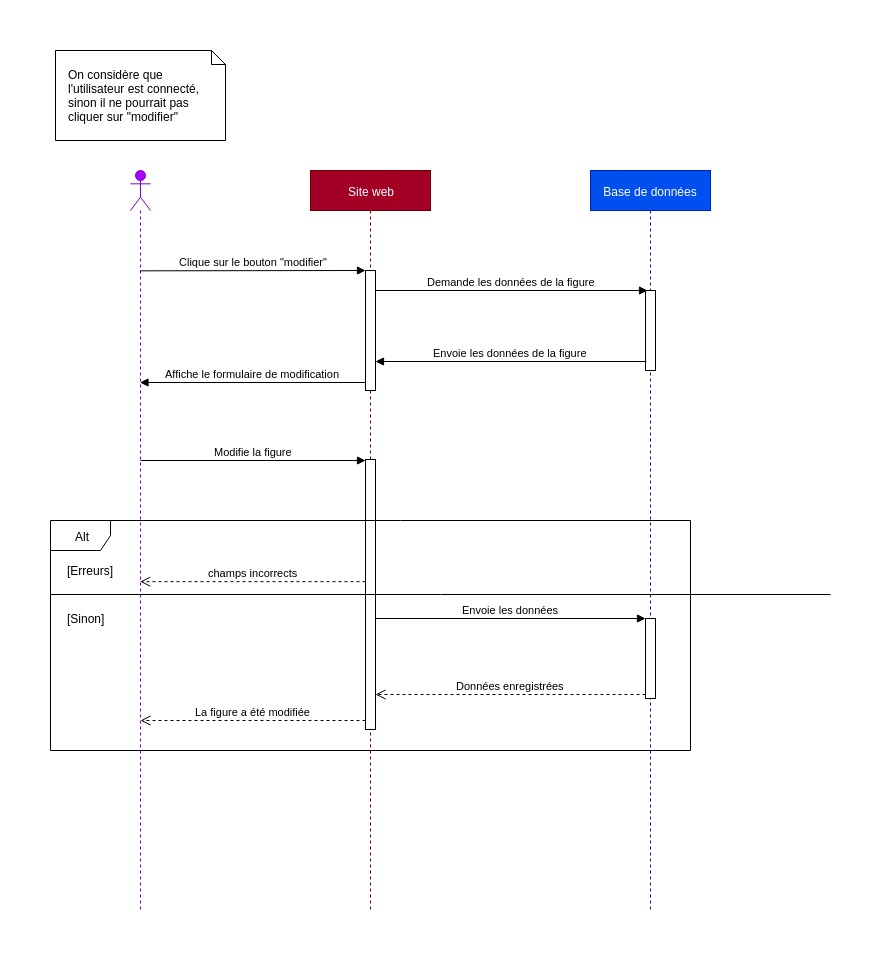 On considère que
l'utilisateur est connecté,
sinon il ne pourrait pas
cliquer sur "modifier"
Site web
Base de données
Clique sur le bouton "modifier"
Demande les données de la figure
Envoie les données de la figure
Affiche le formulaire de modification
Modifie la figure
Alt
[Erreurs]
champs incorrects
[Sinon]
Envoie les données
Données enregistrées
La figure a été modifiée